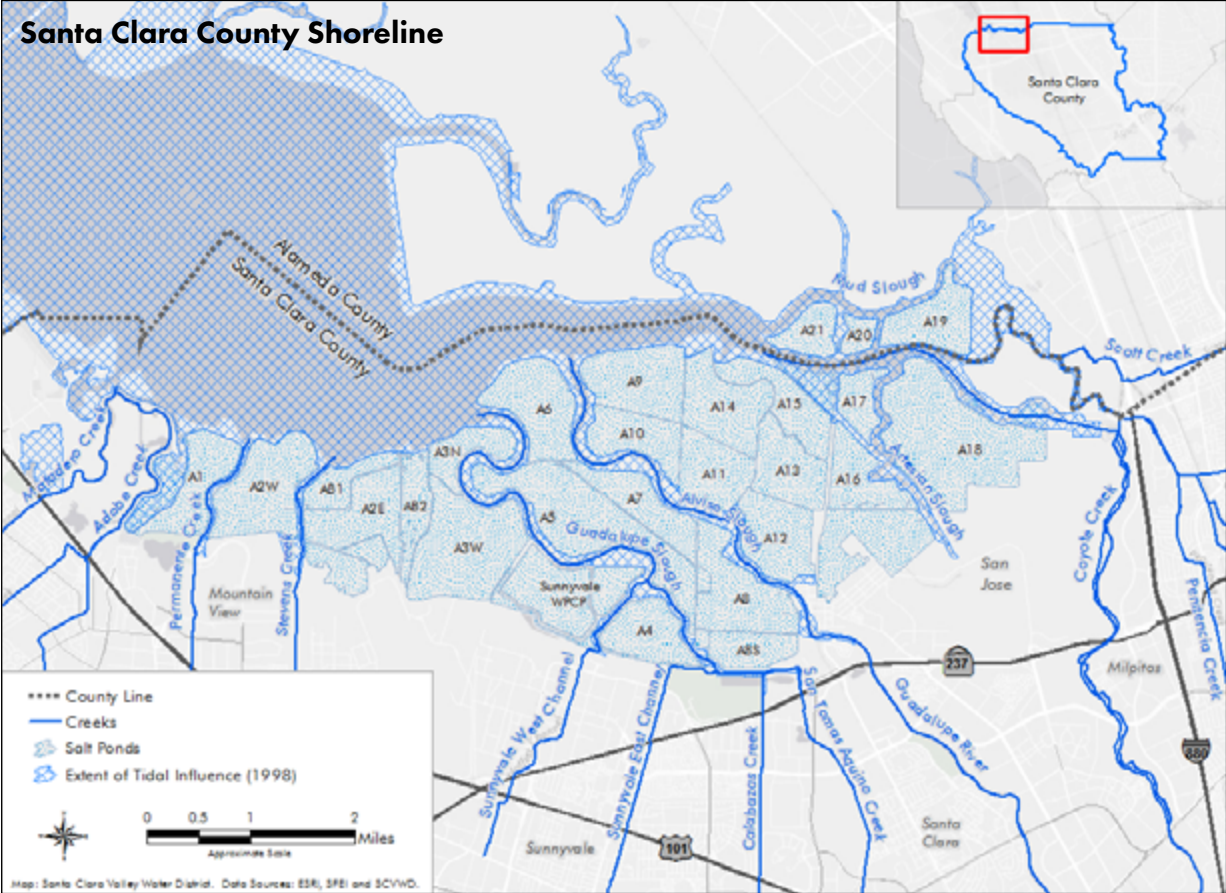 Santa Clara County Shoreline
Santa Clara
County
Alameda County
Santa Clara County
Mud Slough
A21
A20
A19
Scott Creek
A9
A14
A15
A17
A6
A10
A18
A3N
A11
A13
A16
Artesian Slough
Matadero Creek
Adobe Creek
A1
A2W
AB1
A2E
AB2
A7
Alviso Slough
A5
Guadalupe Slough
A12
A3W
Coyote Creek
San
Jose
Permanente Creek
Mountain
View
Stevens Creek
Sunnyvale
WPCP
A8
A4
A8S
Penitencia Creek
237
Milpitas
880
County Line
Creeks
Salt Ponds
Extent of Tidal Influence (1998)
0 0.5 1 2
Miles
Approximate Scale
Sunnyvale West Channel
Sunnyvale East Channel
Calabazas Creek
San Tomas Aquino Creek
Guadalupe River
Santa
Clara
Sunnyvale
101
Map: Santa Clara Valley Water District. Data Sources: ESRI, SFEI and SCVWD.